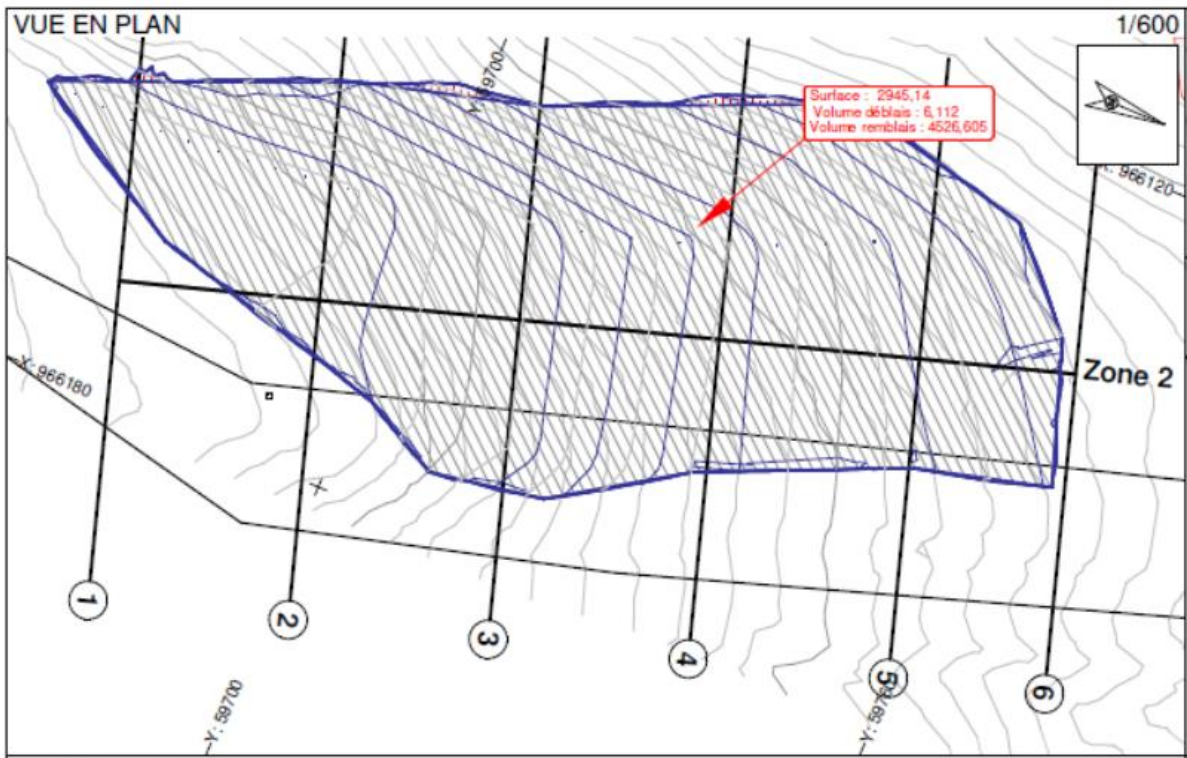 VUE EN PLAN
1/600
Y: 59700
Surface : 2945,14
Volume déblais : 6,112
Volume remblais : 4526,605
X: 966120
X: 966180
Zone 2
1
2
3
4
5
6
Y: 59700